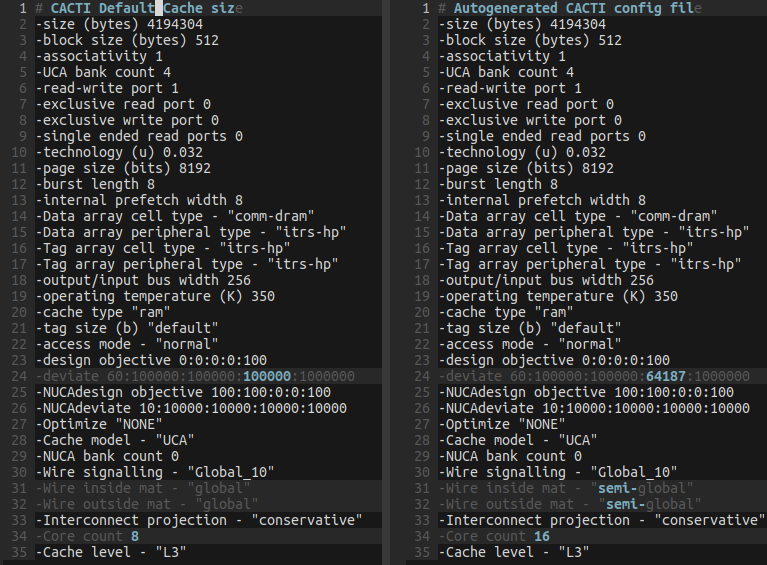 1 # CACTI Default Cache size
2 -size (bytes) 4194304
3 -block size (bytes) 512
4 -associativity 1
5 -UCA bank count 4
6 -read-write port 1
7 -exclusive read port 0
8 -exclusive write port 0
9 -single ended read ports 0
10 -technology (u) 0.032
11 -page size (bits) 8192
12 -burst length 8
13 -internal prefetch width 8
14 -Data array cell type - "comm-dram"
15 -Data array peripheral type - "itrs-hp"
16 -Tag array cell type - "itrs-hp"
17 -Tag array peripheral type - "itrs-hp"
18 -output/input bus width 256
19 -operating temperature (K) 350
20 -cache type "ram"
21 -tag size (b) "default"
22 -access mode - "normal"
23 -design objective 0:0:0:0:100
24 -deviate 60:100000:100000:100000:1000000
25 -NUCAdesign objective 100:100:0:0:100
26 -NUCAdeviate 10:10000:10000:10000:10000
27 -Optimize "NONE"
28 -Cache model - "UCA"
29 -NUCA bank count 0
30 -Wire signalling - "Global_10"
31 -Wire inside mat - "global"
32 -Wire outside mat - "global"
33 -Interconnect projection - "conservative"
34 -Core count 8
35 -Cache level - "L3"
1 # Autogenerated CACTI config file
2 -size (bytes) 4194304
3 -block size (bytes) 512
4 -associativity 1
5 -UCA bank count 4
6 -read-write port 1
7 -exclusive read port 0
8 -exclusive write port 0
9 -single ended read ports 0
10 -technology (u) 0.032
11 -page size (bits) 8192
12 -burst length 8
13 -internal prefetch width 8
14 -Data array cell type - "comm-dram"
15 -Data array peripheral type - "itrs-hp"
16 -Tag array cell type - "itrs-hp"
17 -Tag array peripheral type - "itrs-hp"
18 -output/input bus width 256
19 -operating temperature (K) 350
20 -cache type "ram"
21 -tag size (b) "default"
22 -access mode - "normal"
23 -design objective 0:0:0:0:100
24 -deviate 60:100000:100000:64187:1000000
25 -NUCAdesign objective 100:100:0:0:100
26 -NUCAdeviate 10:10000:10000:10000:10000
27 -Optimize "NONE"
28 -Cache model - "UCA"
29 -NUCA bank count 0
30 -Wire signalling - "Global_10"
31 -Wire inside mat - "semi-global"
32 -Wire outside mat - "semi-global"
33 -Interconnect projection - "conservative"
34 -Core count 16
35 -Cache level - "L3"